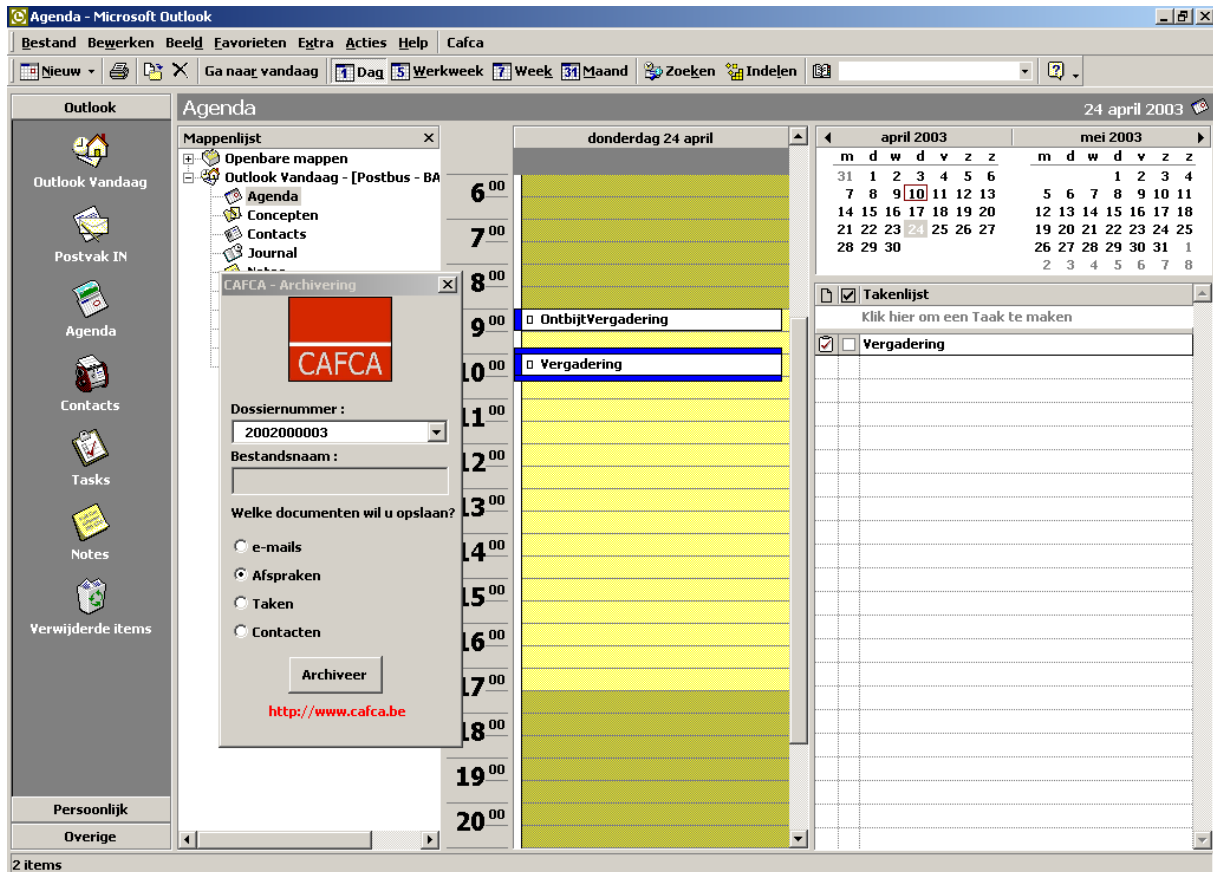 Agenda - Microsoft Outlook
Bestand Bewerken Beeld Favorieten Extra Acties Help Cafca
Nieuw Ga naar vandaag 1 Dag 5 Werkweek 7 Week 31 Maand Zoeken Indelen
Outlook
Outlook Vandaag
Postvak IN
Agenda
Contacts
Tasks
Notes
Verwijderde items
Persoonlijk
Overige
Agenda 24 april 2003
Mappenlijst
Openbare mappen
Outlook Vandaag - [Postbus - BA
Agenda
Concepten
Contacts
Journal
Notes
CAFCA - Archivering
CAFCA
Dossiernummer :
2002000003
Bestandsnaam :
Welke documenten wil u opslaan?
e-mails
Afspraken
Taken
Contacten
Archiveer
http://www.cafca.be
donderdag 24 april
6 00
7 00
8 00
9 00 OntbijtVergadering
10 00 Vergadering
11 00
12 00
13 00
14 00
15 00
16 00
17 00
18 00
19 00
20 00
april 2003
m d w d v z z
31 1 2 3 4 5 6
7 8 9 10 11 12 13
14 15 16 17 18 19 20
21 22 23 24 25 26 27
28 29 30
mei 2003
m d w d v z z
1 2 3 4
5 6 7 8 9 10 11
12 13 14 15 16 17 18
19 20 21 22 23 24 25
26 27 28 29 30 31 1
2 3 4 5 6 7 8
Takenlijst
Klik hier om een Taak te maken
Vergadering
2 items